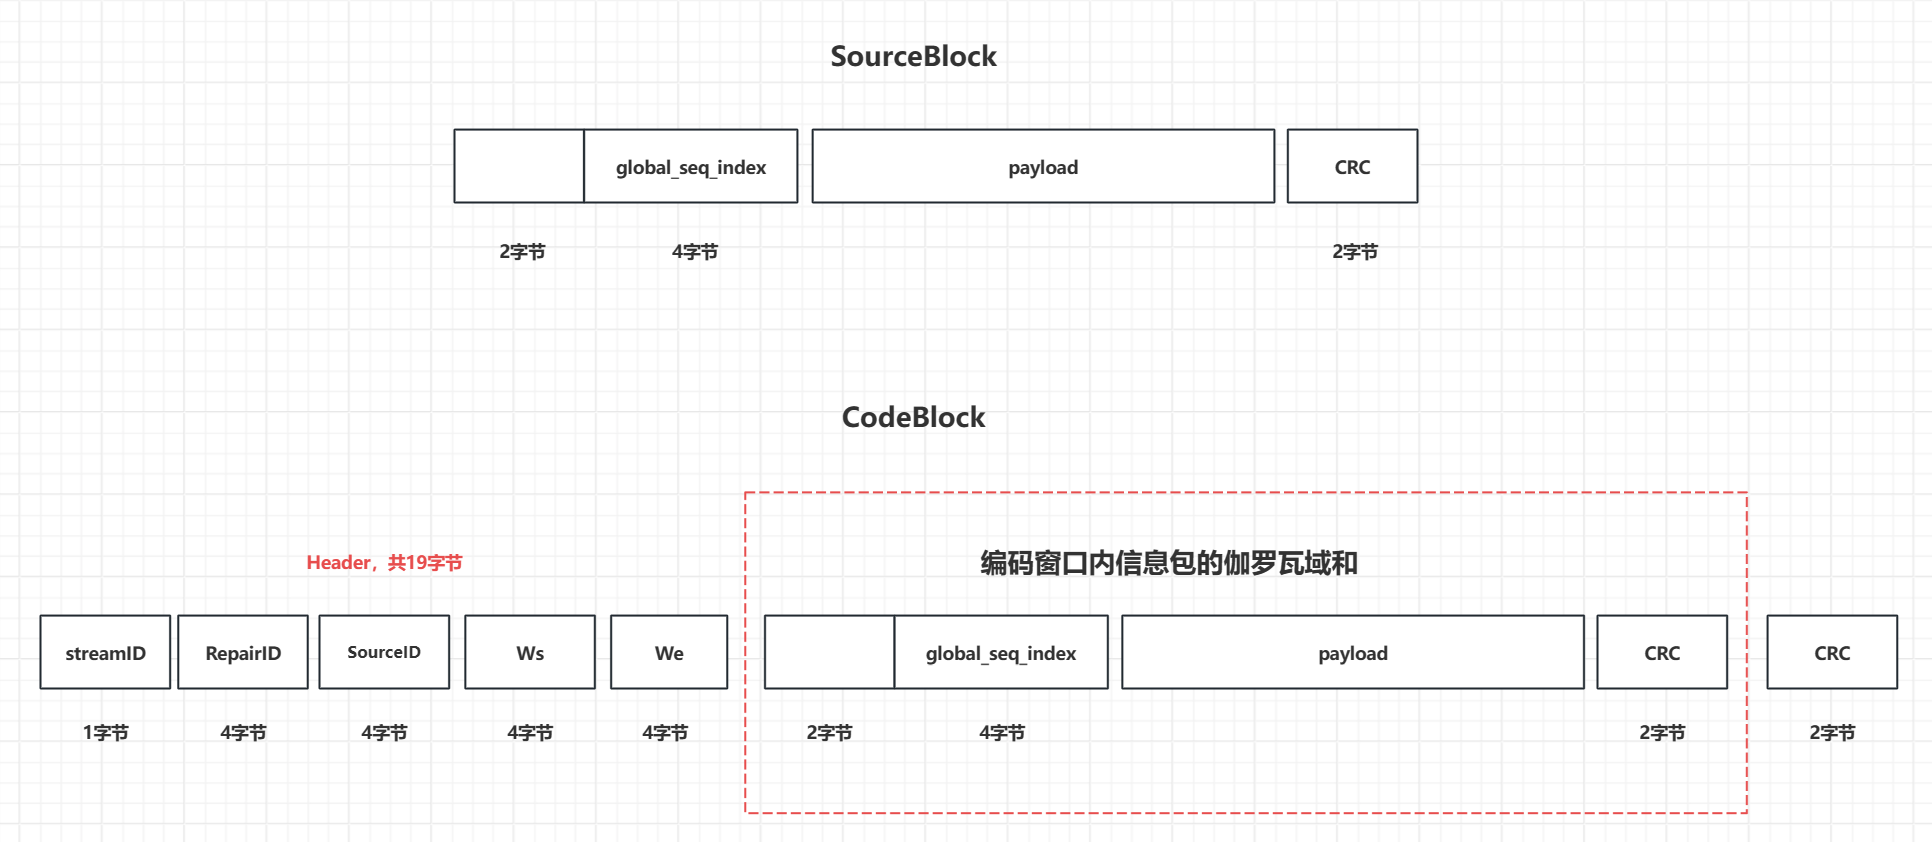 SourceBlock
global_seq_index
payload
CRC
2字节
4字节
2字节
CodeBlock
Header，共19字节
编码窗口内信息包的伽罗瓦域和
streamID
RepairID
SourceID
Ws
We
global_seq_index
payload
CRC
CRC
1字节
4字节
4字节
4字节
4字节
2字节
4字节
2字节
2字节